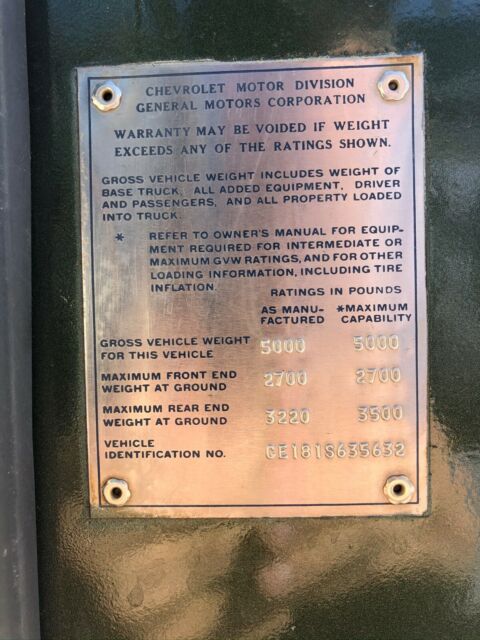 CHEVROLET MOTOR DIVISION
GENERAL MOTORS CORPORATION
WARRANTY MAY BE VOIDED IF WEIGHT
EXCEEDS ANY OF THE RATINGS SHOWN.
GROSS VEHICLE WEIGHT INCLUDES WEIGHT OF
BASE TRUCK, ALL ADDED EQUIPMENT, DRIVER
AND PASSENGERS, AND ALL PROPERTY LOADED
INTO TRUCK.
* REFER TO OWNER'S MANUAL FOR EQUIP-
MENT REQUIRED FOR INTERMEDIATE OR
MAXIMUM GVW RATINGS, AND FOR OTHER
LOADING INFORMATION, INCLUDING TIRE
INFLATION.
RATINGS IN POUNDS
AS MANU- *MAXIMUM
FACTURED CAPABILITY
GROSS VEHICLE WEIGHT 5000 5000
FOR THIS VEHICLE
MAXIMUM FRONT END 2700 2700
WEIGHT AT GROUND
MAXIMUM REAR END 3220 3500
WEIGHT AT GROUND
VEHICLE
IDENTIFICATION NO. CE181S635632